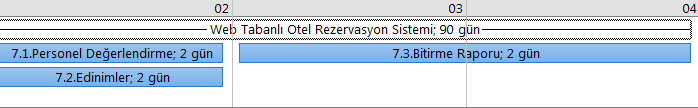 02 03 04
Web Tabanlı Otel Rezervasyon Sistemi; 90 gün
7.1.Personel Değerlendirme; 2 gün 7.3.Bitirme Raporu; 2 gün
7.2.Edinimler; 2 gün